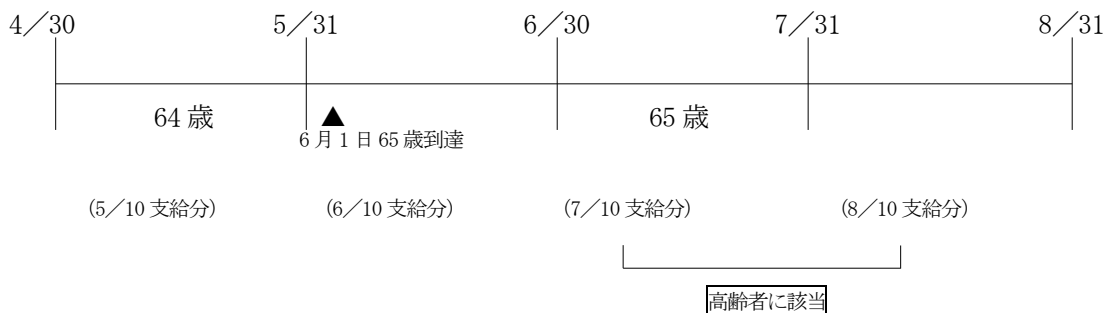 4／30 5／31 6／30 7／31 8／31
64 歳 65 歳
6 月 1 日 65 歳到達
(5／10 支給分) (6／10 支給分) (7／10 支給分) (8／10 支給分)
高齢者に該当